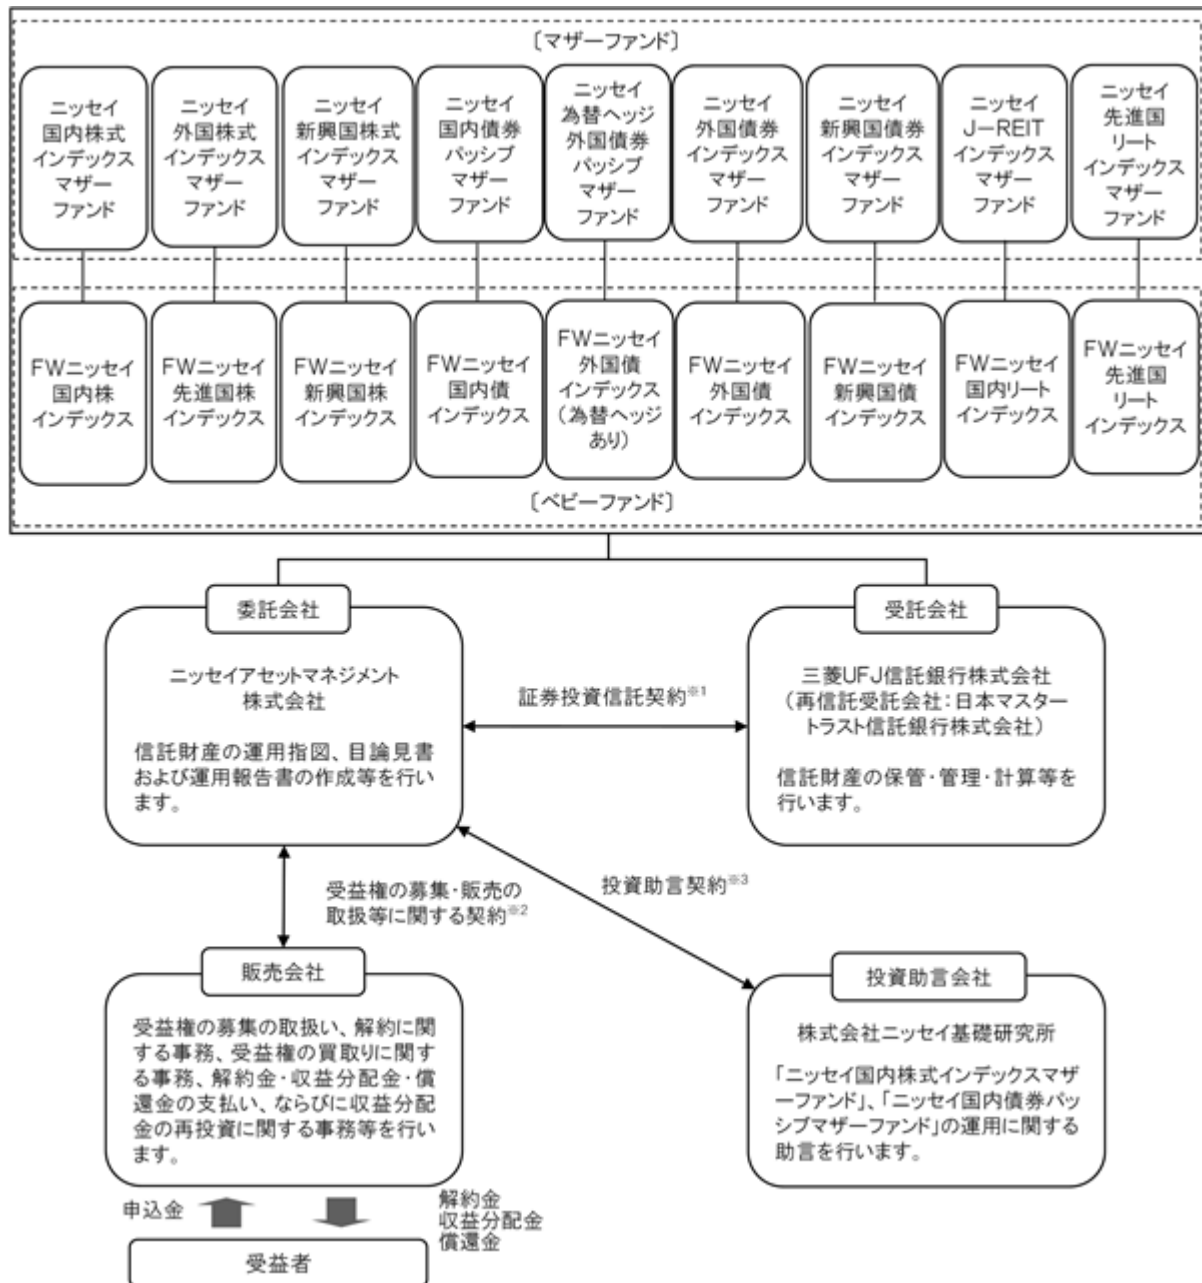 〔マザーファンド〕
ニッセイ
国内株式
インデックス
マザー
ファンド
ニッセイ
外国株式
インデックス
マザー
ファンド
ニッセイ
新興国株式
インデックス
マザー
ファンド
ニッセイ
国内債券
パッシブ
マザー
ファンド
ニッセイ
為替ヘッジ
外国債券
パッシブ
マザー
ファンド
ニッセイ
外国債券
インデックス
マザー
ファンド
ニッセイ
新興国債券
インデックス
マザー
ファンド
ニッセイ
J－REIT
インデックス
マザー
ファンド
ニッセイ
先進国
リート
インデックス
マザー
ファンド
FWニッセイ
国内株
インデックス
FWニッセイ
先進国株
インデックス
FWニッセイ
新興国株
インデックス
FWニッセイ
国内債
インデックス
FWニッセイ
外国債
インデックス
（為替ヘッジ
あり）
FWニッセイ
外国債
インデックス
FWニッセイ
新興国債
インデックス
FWニッセイ
国内リート
インデックス
FWニッセイ
先進国
リート
インデックス
〔ベビーファンド〕
委託会社
ニッセイアセットマネジメント
株式会社
信託財産の運用指図、目論見書
および運用報告書の作成等を行い
ます。
証券投資信託契約※1
受託会社
三菱UFJ信託銀行株式会社
（再信託受託会社：日本マスター
トラスト信託銀行株式会社）
信託財産の保管・管理・計算等を
行います。
受益権の募集・販売の
取扱等に関する契約※2
投資助言契約※3
販売会社
受益権の募集の取扱い、解約に関
する事務、受益権の買取りに関す
る事務、解約金・収益分配金・償
還金の支払い、ならびに収益分配
金の再投資に関する事務等を行い
ます。
投資助言会社
株式会社ニッセイ基礎研究所
「ニッセイ国内株式インデックスマザ
ーファンド」、「ニッセイ国内債券パッ
シブマザーファンド」の運用に関する
助言を行います。
申込金
解約金
収益分配金
償還金
受益者